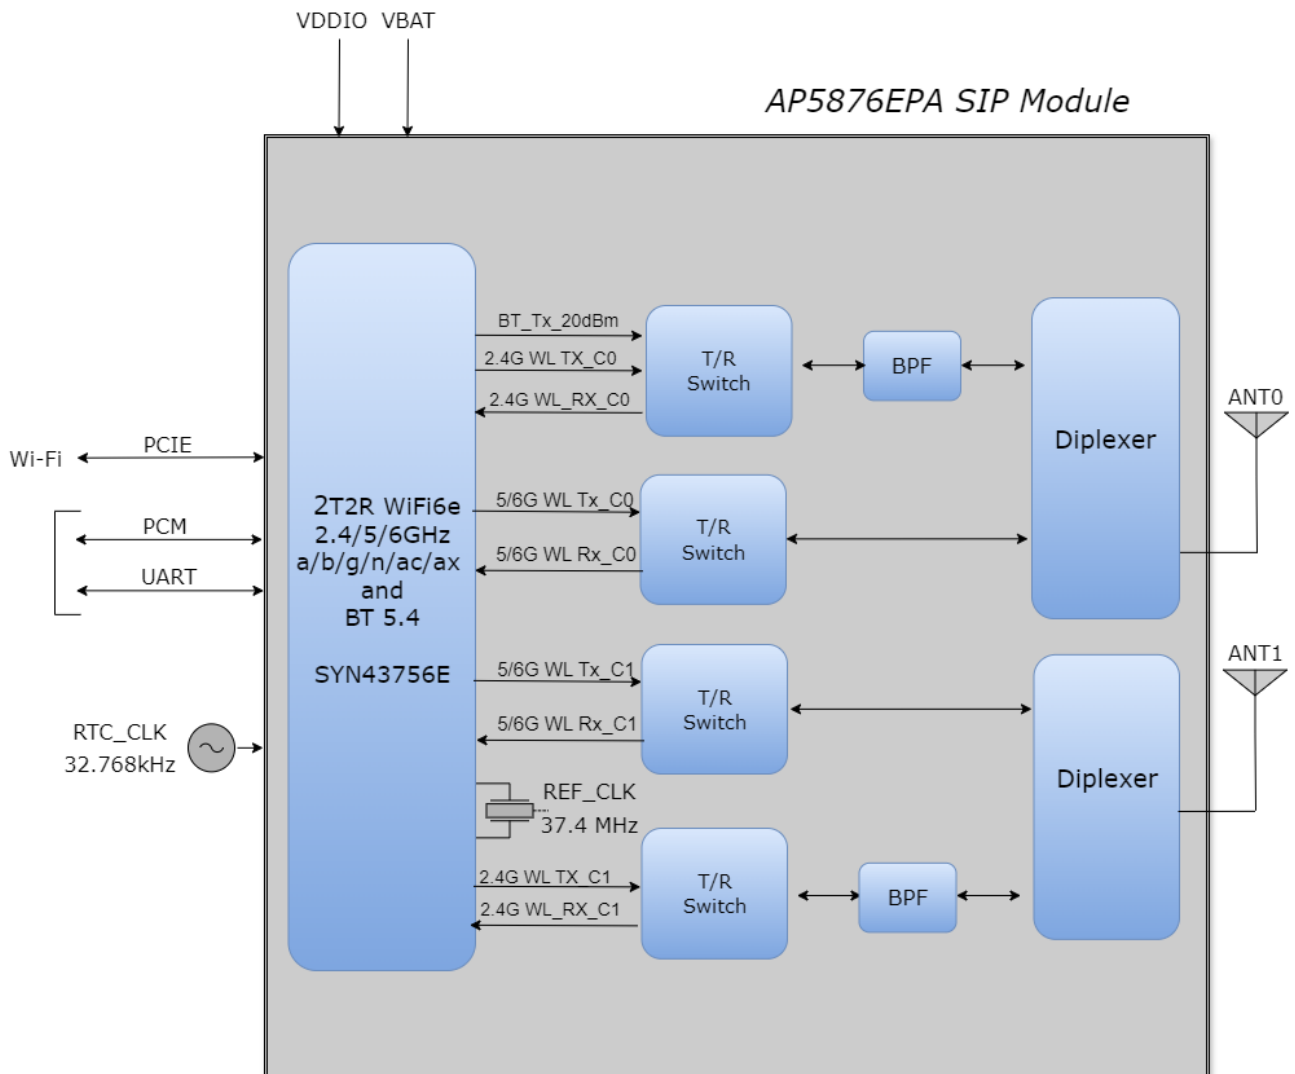 VDDIO VBAT
AP5876EPA SIP Module
BT_Tx_20dBm
2.4G WL TX_C0
2.4G WL_RX_C0
T/R
Switch
BPF
Diplexer
ANT0
Wi-Fi
PCIE
PCM
UART
2T2R WiFi6e
2.4/5/6GHz
a/b/g/n/ac/ax
and
BT 5.4
SYN43756E
5/6G WL Tx_C0
5/6G WL Rx_C0
T/R
Switch
5/6G WL Tx_C1
5/6G WL Rx_C1
T/R
Switch
Diplexer
ANT1
RTC_CLK
32.768kHz
REF_CLK
37.4 MHz
2.4G WL TX_C1
2.4G WL_RX_C1
T/R
Switch
BPF